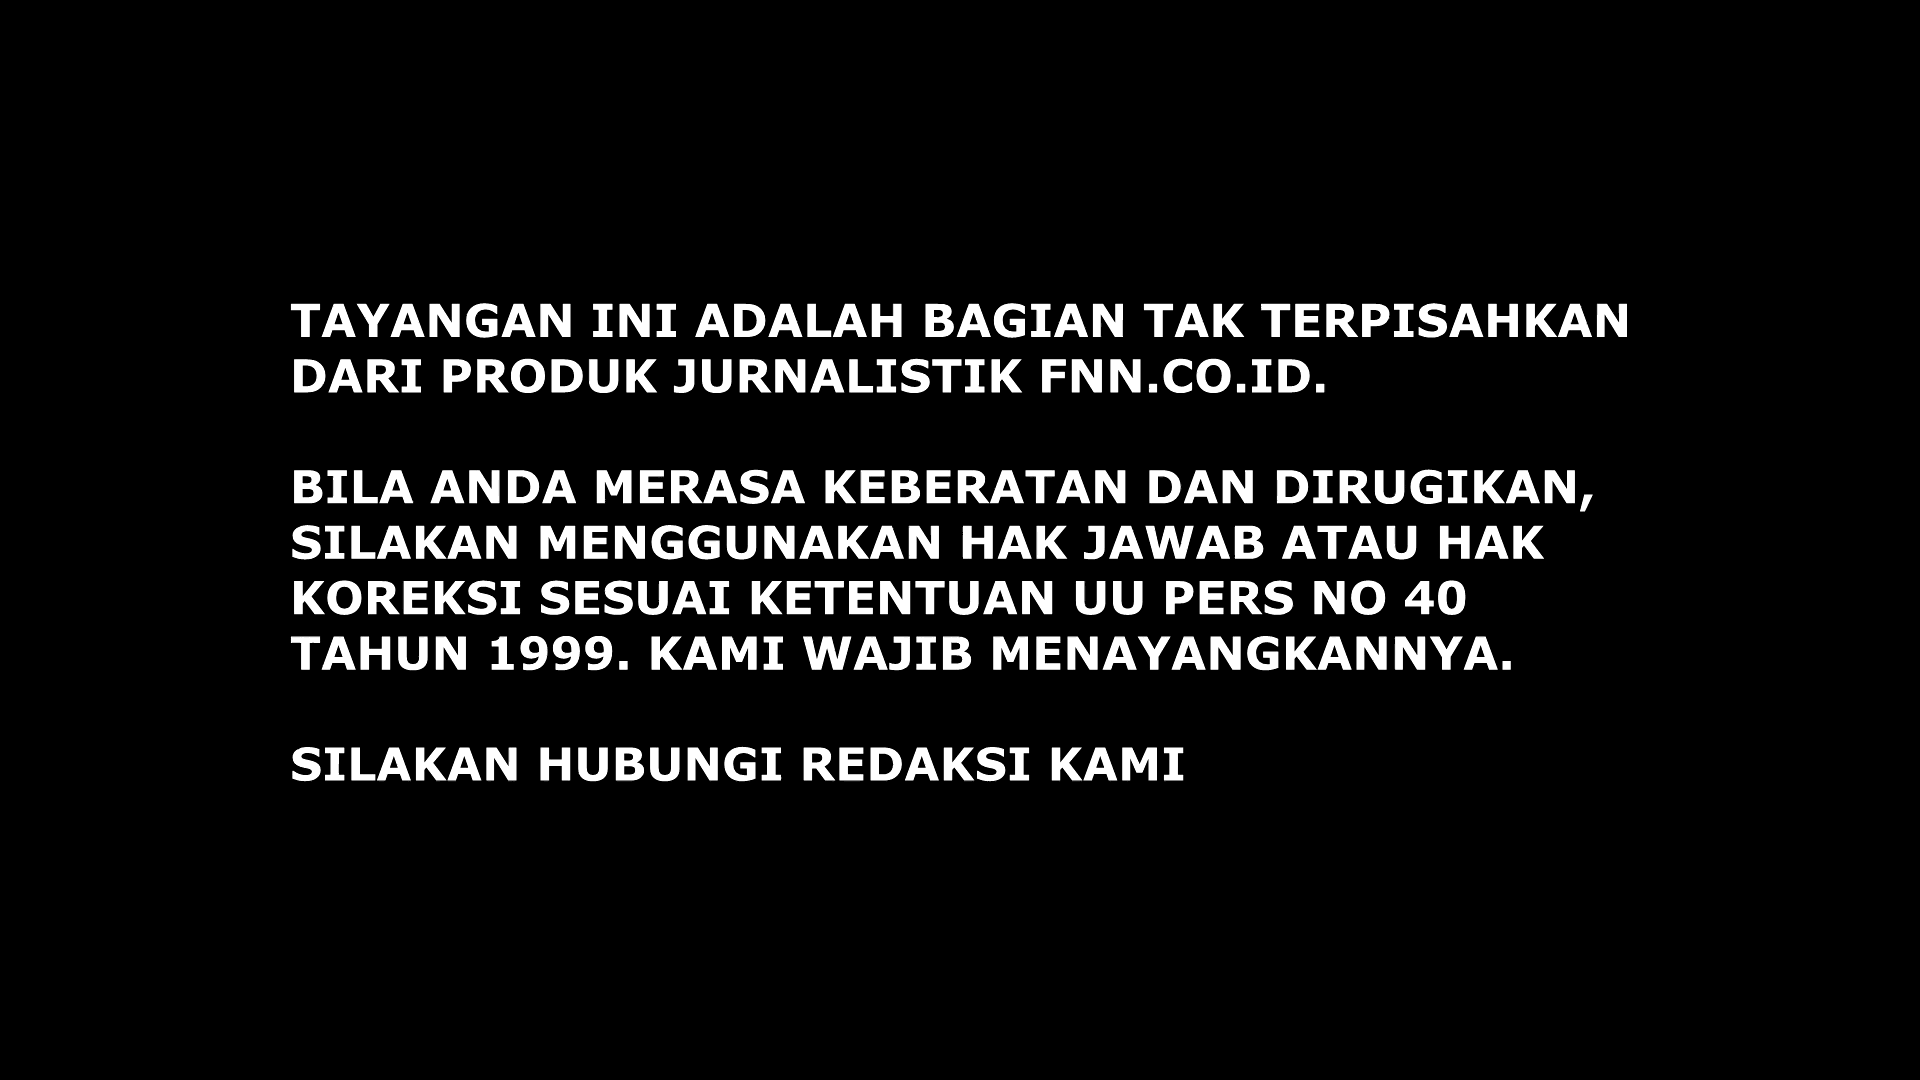 TAYANGAN INI ADALAH BAGIAN TAK TERPISAHKAN
DARI PRODUK JURNALISTIK FNN.CO.ID.
BILA ANDA MERASA KEBERATAN DAN DIRUGIKAN,
SILAKAN MENGGUNAKAN HAK JAWAB ATAU HAK
KOREKSI SESUAI KETENTUAN UU PERS NO 40
TAHUN 1999. KAMI WAJIB MENAYANGKANNYA.
SILAKAN HUBUNGI REDAKSI KAMI